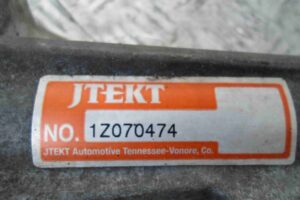 JTEKT
NO. 1Z070474
JTEKT Automotive Tennessee-Vonore, Co.